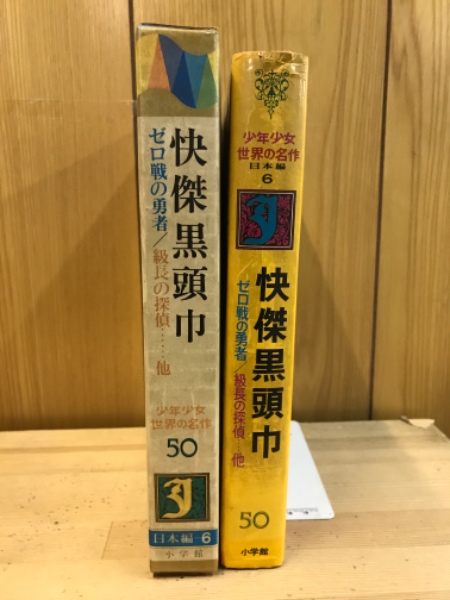 快傑黒頭巾
ゼロ戦の勇者／級長の探偵……他
少年少女
世界の名作
50
J
日本編-6
小学館
少年少女
世界の名作
日本編
6
J
快傑黒頭巾
ゼロ戦の勇者／級長の探偵…他
50
小学館